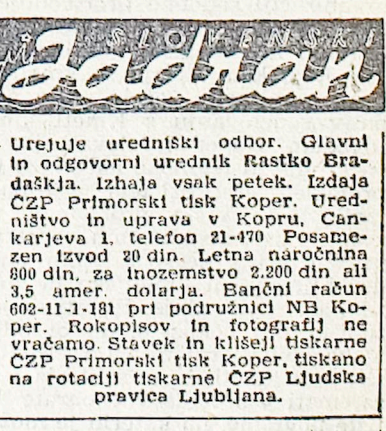 SLOVENSKI
Jadran
Urejuje uredniški odbor. Glavni
in odgovorni urednik Rastko Bra-
daškja. Izhaja vsak petek. Izdaja
ČZP Primorski tisk Koper. Ured-
ništvo in uprava v Kopru, Can-
karjeva 1, telefon 21-470 Posamez-
zen izvod 20 din. Letna naročnina
800 din, za inozemstvo 2.200 din ali
3,5 amer. dolarja. Bančni račun
602-11-1-181 pri podružnici NB Ko-
per. Rokopisov in fotografij ne
vračamo. Stavek in klišeji tiskarne
ČZP Primorski tisk Koper, tiskano
na rotaciji tiskarne ČZP Ljudska
pravica Ljubljana.